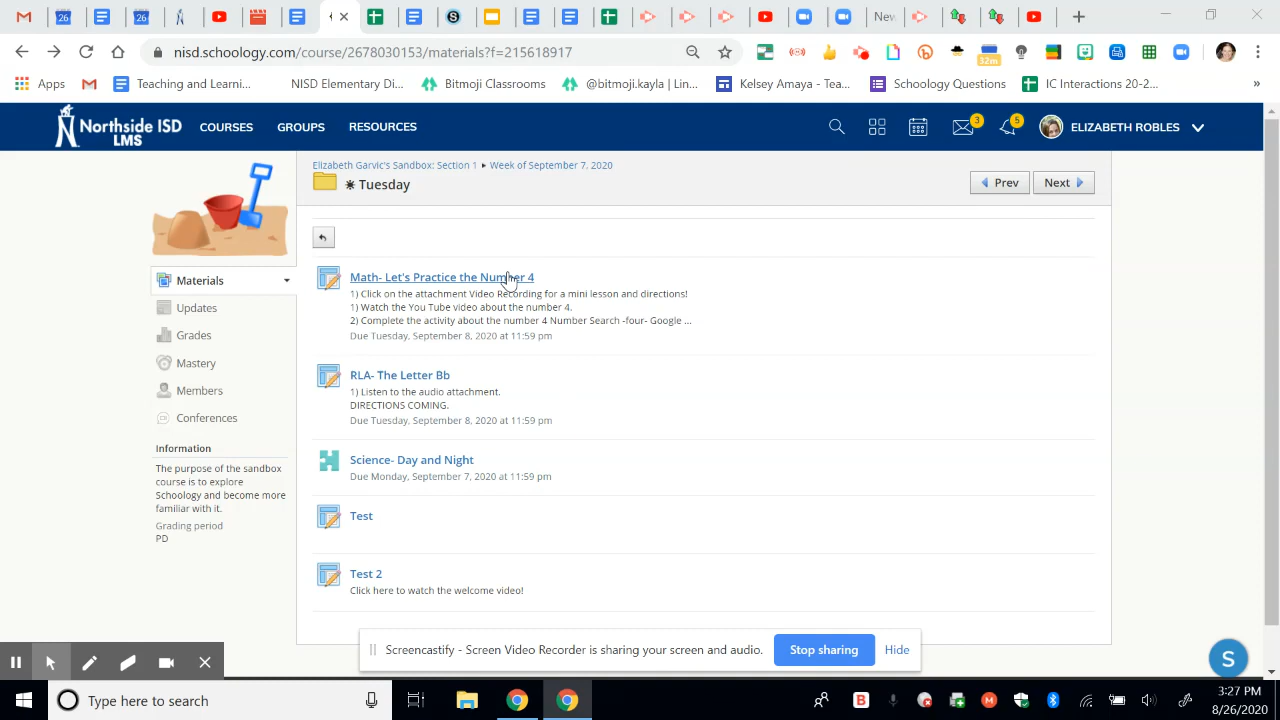 New
nisd.schoology.com/course/2678030153/materials?f=215618917
32m
Apps
Teaching and Learni...
NISD Elementary Di...
Bitmoji Classrooms
@bitmoji.kayla | Lin...
Kelsey Amaya - Tea...
Schoology Questions
IC Interactions 20-2...
»
Northside ISD
LMS
COURSES
GROUPS
RESOURCES
3
5
ELIZABETH ROBLES
Elizabeth Garvic's Sandbox: Section 1 ▸ Week of September 7, 2020
☀ Tuesday
Prev
Next
Materials
Updates
Grades
Mastery
Members
Conferences
Information
The purpose of the sandbox
course is to explore
Schoology and become more
familiar with it.
Grading period
PD
Math- Let's Practice the Number 4
1) Click on the attachment Video Recording for a mini lesson and directions!
1) Watch the You Tube video about the number 4.
2) Complete the activity about the number 4 Number Search -four- Google ...
Due Tuesday, September 8, 2020 at 11:59 pm
RLA- The Letter Bb
1) Listen to the audio attachment.
DIRECTIONS COMING.
Due Tuesday, September 8, 2020 at 11:59 pm
Science- Day and Night
Due Monday, September 7, 2020 at 11:59 pm
Test
Test 2
Click here to watch the welcome video!
Screencastify - Screen Video Recorder is sharing your screen and audio.
Stop sharing
Hide
S
Type here to search
3:27 PM
8/26/2020